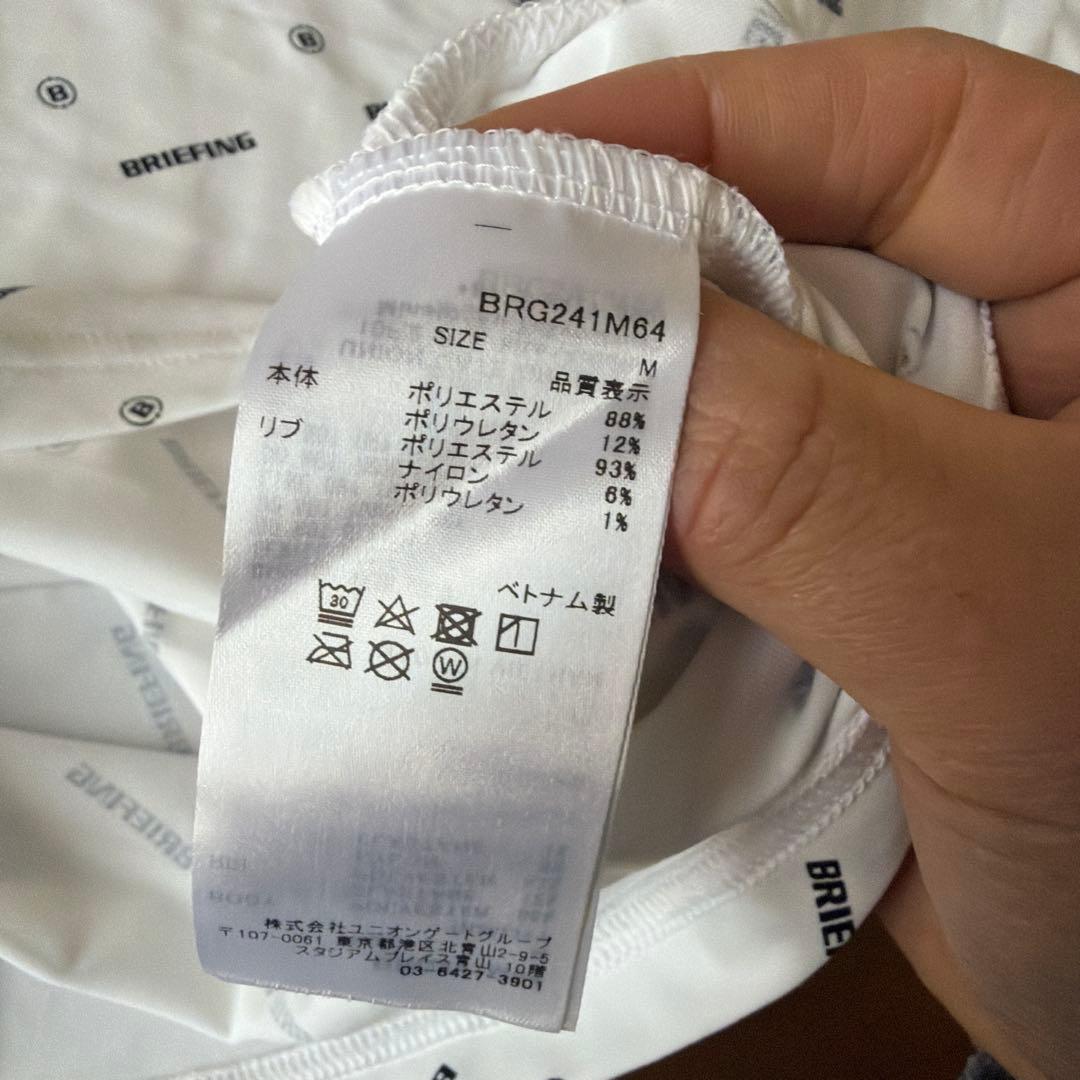 B
B
BRIEFING
BRG241M64
SIZE
M
品質表示
本体
ポリエステル 88%
ポリウレタン 12%
リブ
ポリエステル 93%
ナイロン 6%
ポリウレタン 1%
ベトナム製
30
W
B
BRIEFING
BRIEFING
BRIE
株式会社ユニオンゲートグループ
〒107-0061 東京都港区北青山2-9-5
スタジアムプレイス青山 10階
03-6427-3901